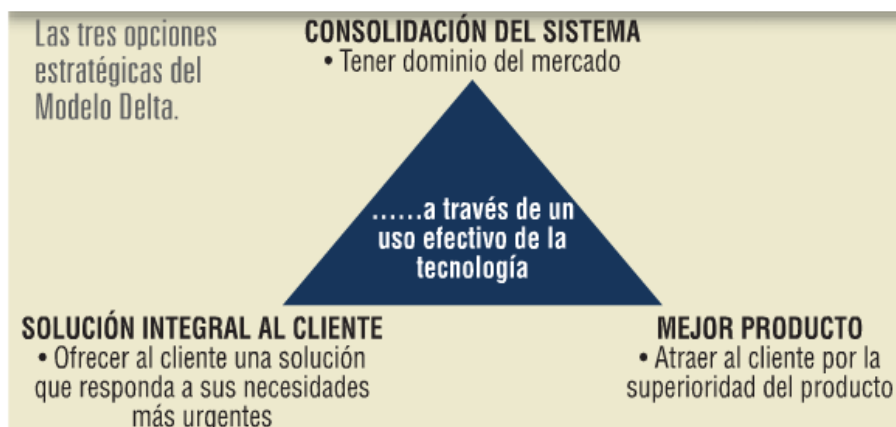 Las tres opciones
estratégicas del
Modelo Delta.
CONSOLIDACIÓN DEL SISTEMA
• Tener dominio del mercado
......a través de un
uso efectivo de la
tecnología
SOLUCIÓN INTEGRAL AL CLIENTE
• Ofrecer al cliente una solución
que responda a sus necesidades
más urgentes
MEJOR PRODUCTO
• Atraer al cliente por la
superioridad del producto